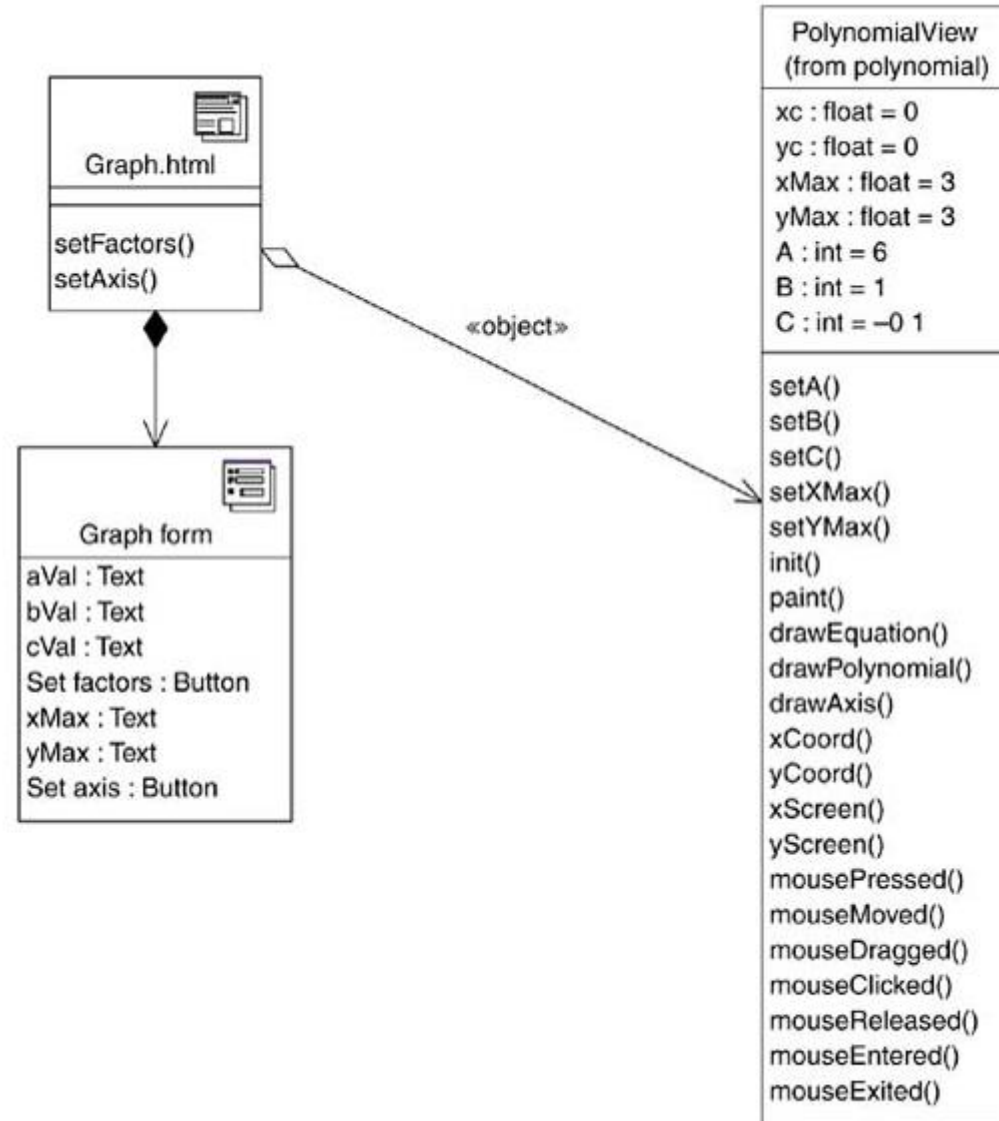 Graph.html
setFactors()
setAxis()
«object»
Graph form
aVal : Text
bVal : Text
cVal : Text
Set factors : Button
xMax : Text
yMax : Text
Set axis : Button
PolynomialView
(from polynomial)
xc : float = 0
yc : float = 0
xMax : float = 3
yMax : float = 3
A : int = 6
B : int = 1
C : int = –0 1
setA()
setB()
setC()
setXMax()
setYMax()
init()
paint()
drawEquation()
drawPolynomial()
drawAxis()
xCoord()
yCoord()
xScreen()
yScreen()
mousePressed()
mouseMoved()
mouseDragged()
mouseClicked()
mouseReleased()
mouseEntered()
mouseExited()